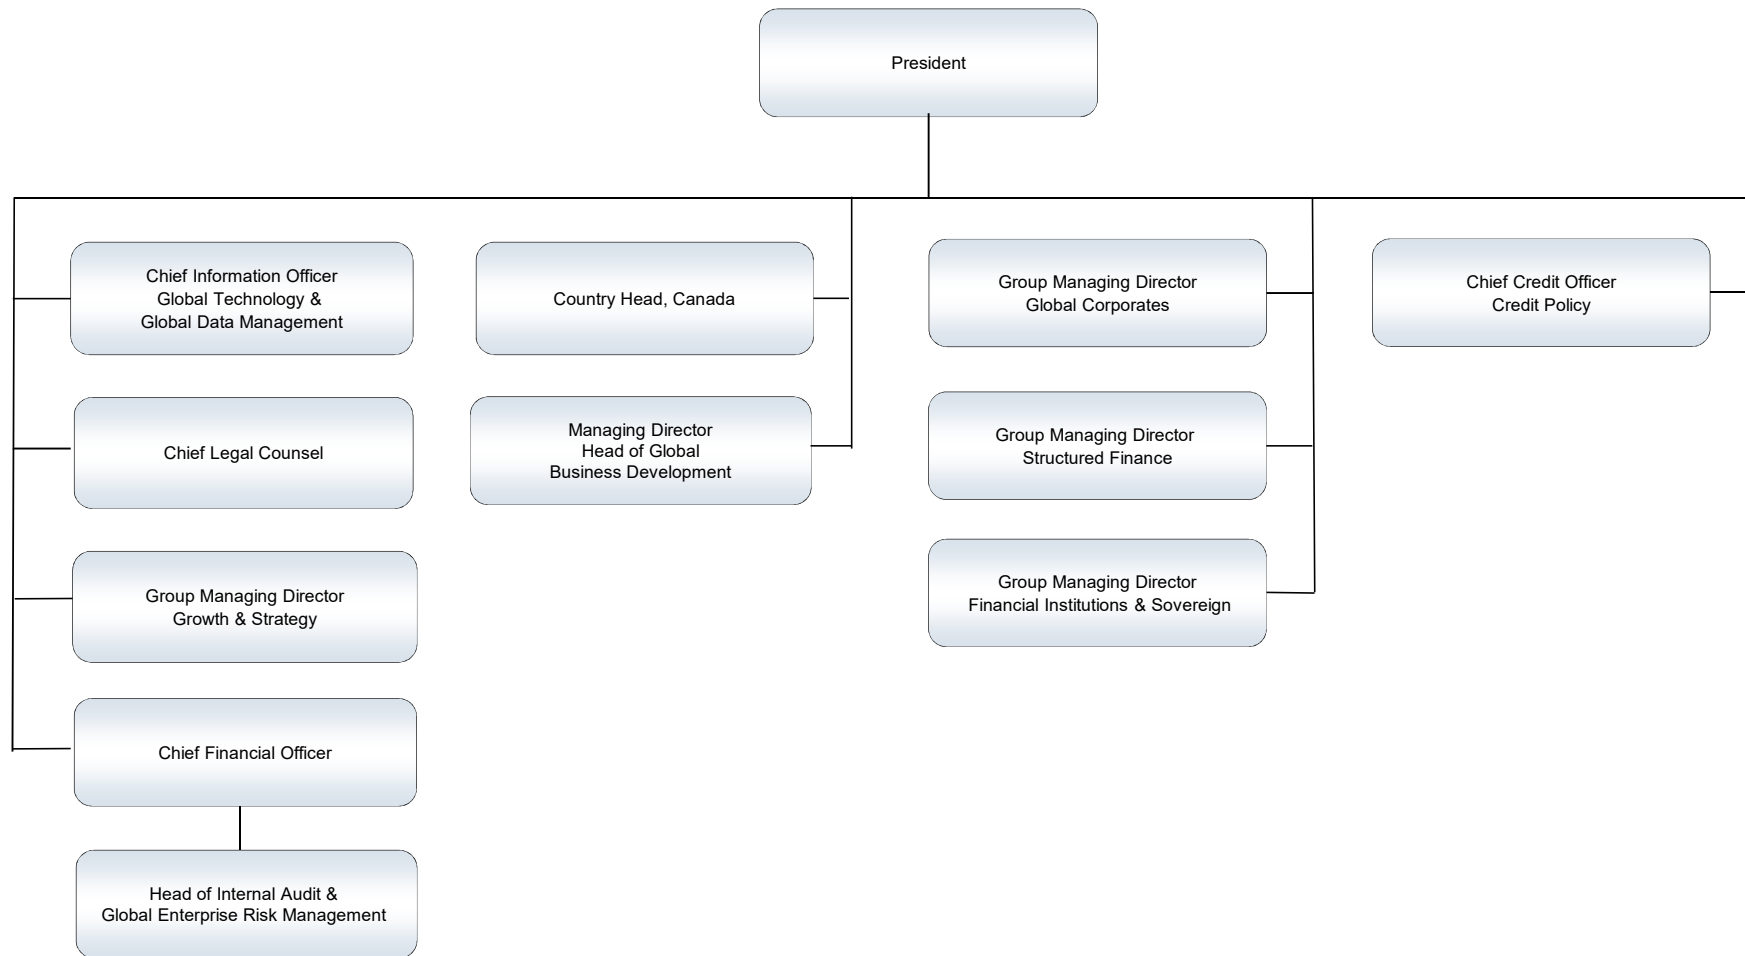 President
Chief Information Officer
Global Technology &
Global Data Management
Chief Legal Counsel
Group Managing Director
Growth & Strategy
Chief Financial Officer
Head of Internal Audit &
Global Enterprise Risk Management
Country Head, Canada
Managing Director
Head of Global
Business Development
Group Managing Director
Global Corporates
Group Managing Director
Structured Finance
Group Managing Director
Financial Institutions & Sovereign
Chief Credit Officer
Credit Policy